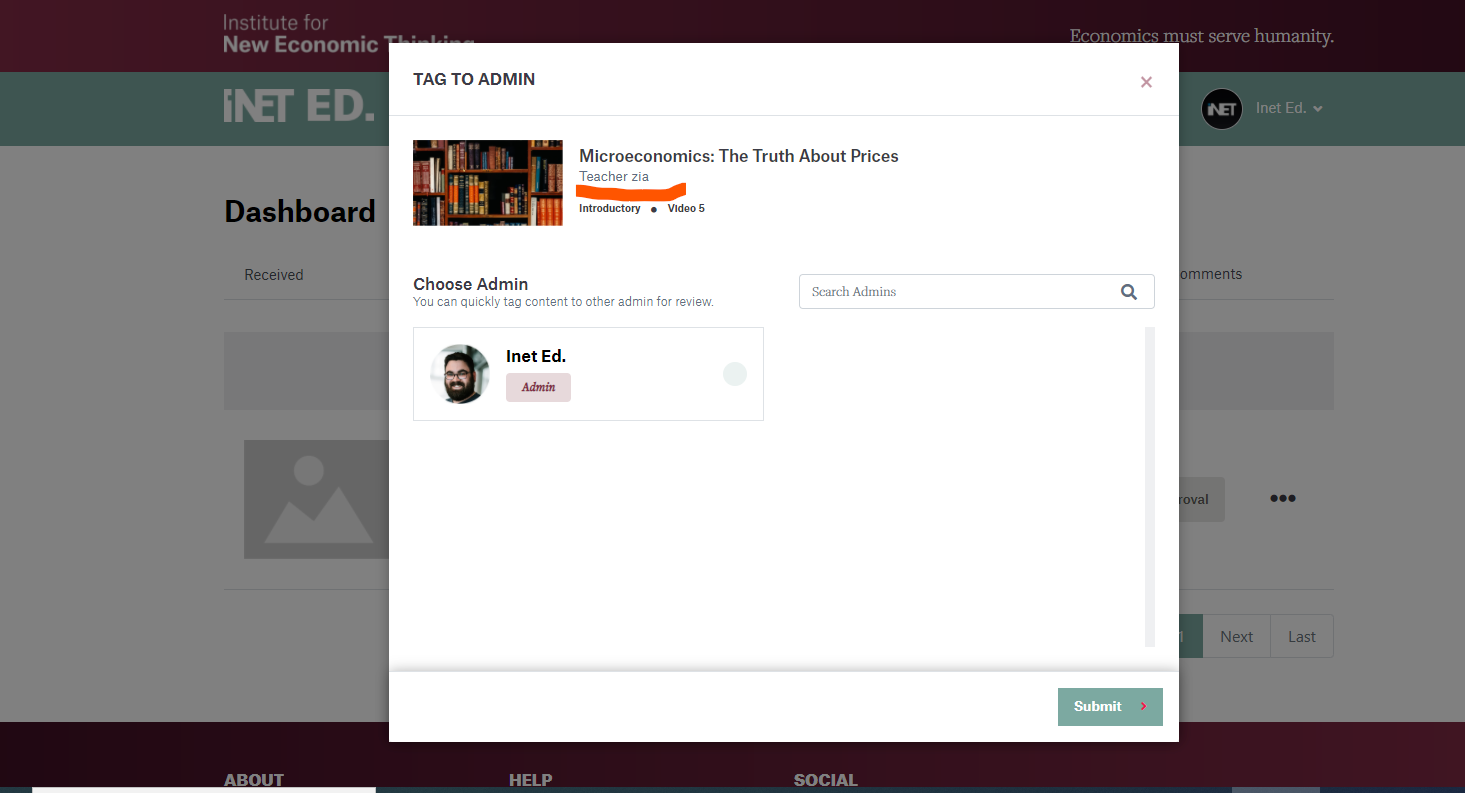 Institute for
New Economic Thinking
Economics must serve humanity.
iNET ED.
iNET
Inet Ed.
TAG TO ADMIN
×
Microeconomics: The Truth About Prices
Teacher zia
Introductory ● Video 5
Dashboard
Received
omments
Choose Admin
You can quickly tag content to other admin for review.
Search Admins
Inet Ed.
Admin
roval
1 Next Last
Submit
ABOUT HELP SOCIAL